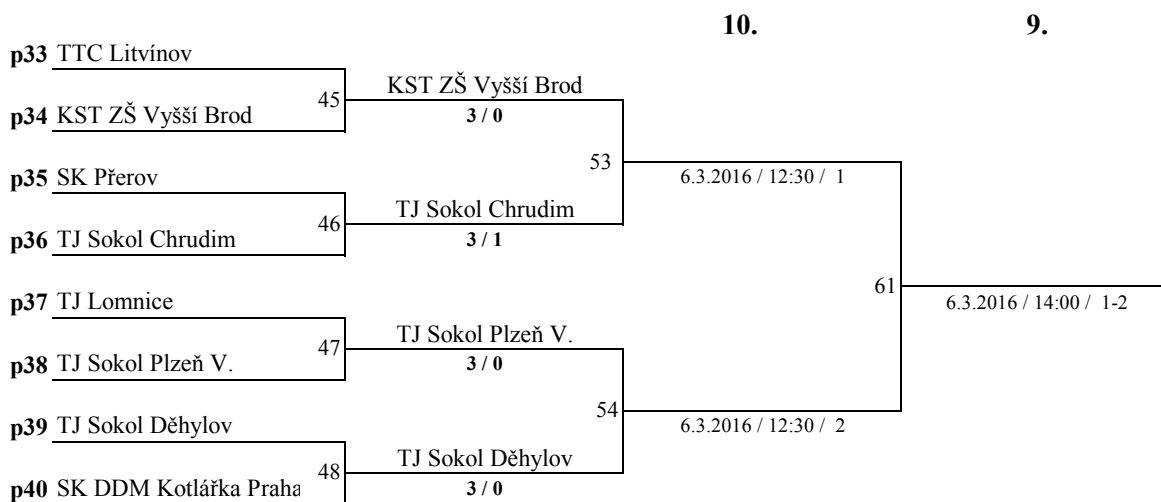 10. 9.
p33 TTC Litvínov
45 KST ZŠ Vyšší Brod
3 / 0
p34 KST ZŠ Vyšší Brod
53
6.3.2016 / 12:30 / 1
p35 SK Přerov
46 TJ Sokol Chrudim
3 / 1
p36 TJ Sokol Chrudim
61
6.3.2016 / 14:00 / 1-2
p37 TJ Lomnice
47 TJ Sokol Plzeň V.
3 / 0
p38 TJ Sokol Plzeň V.
54
6.3.2016 / 12:30 / 2
p39 TJ Sokol Děhylov
48 TJ Sokol Děhylov
3 / 0
p40 SK DDM Kotlářka Praha